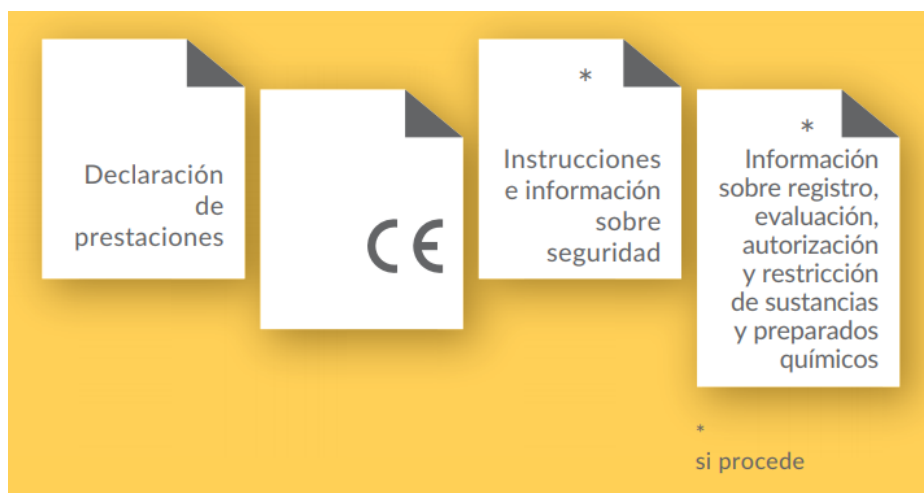 Declaración
de
prestaciones
CE
*
Instrucciones
e información
sobre
seguridad
*
Información
sobre registro,
evaluación,
autorización
y restricción
de sustancias
y preparados
químicos
*
si procede